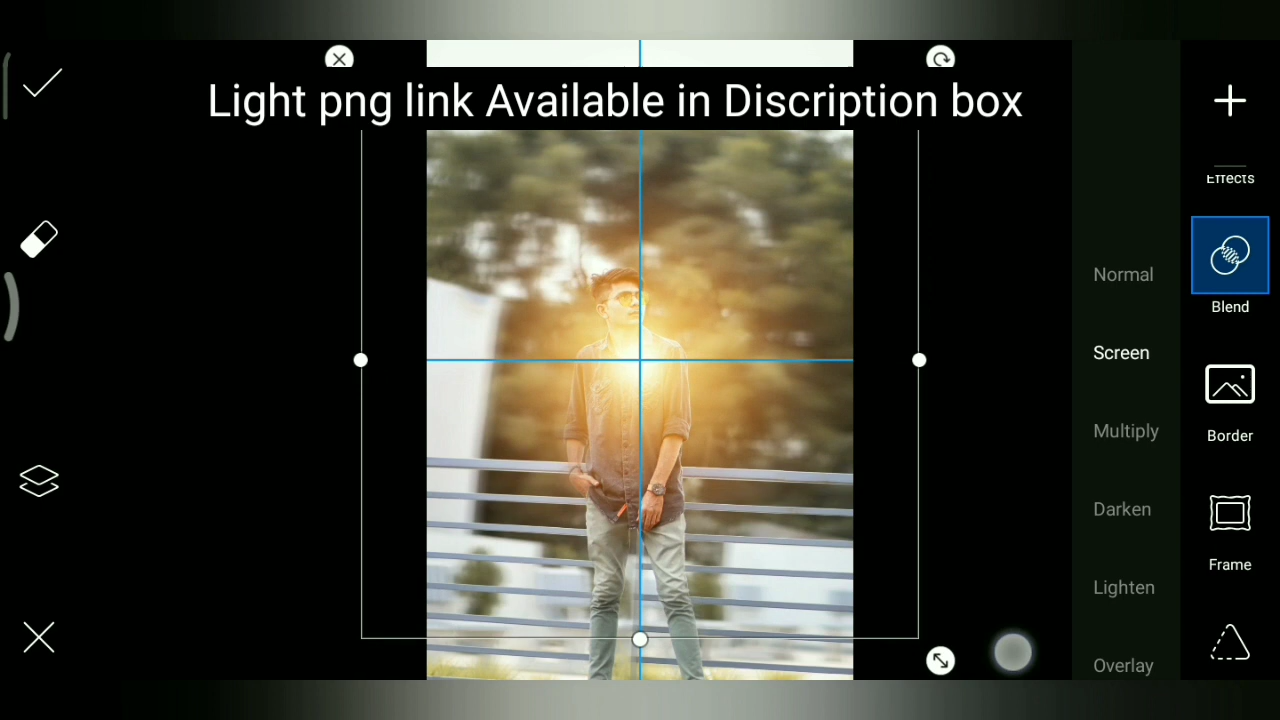 Light png link Available in Discription box
Effects
Blend
Border
Frame
Normal
Screen
Multiply
Darken
Lighten
Overlay